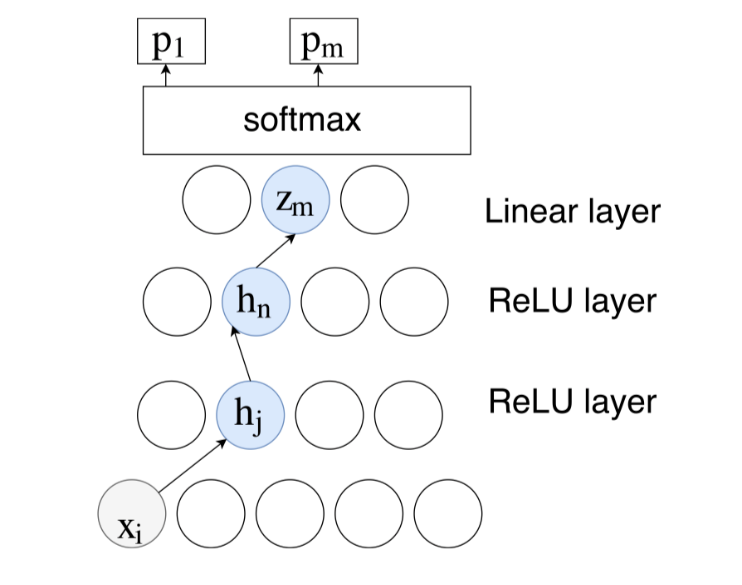 p₁ pₘ
softmax
zₘ Linear layer
hₙ ReLU layer
hⱼ ReLU layer
xᵢ